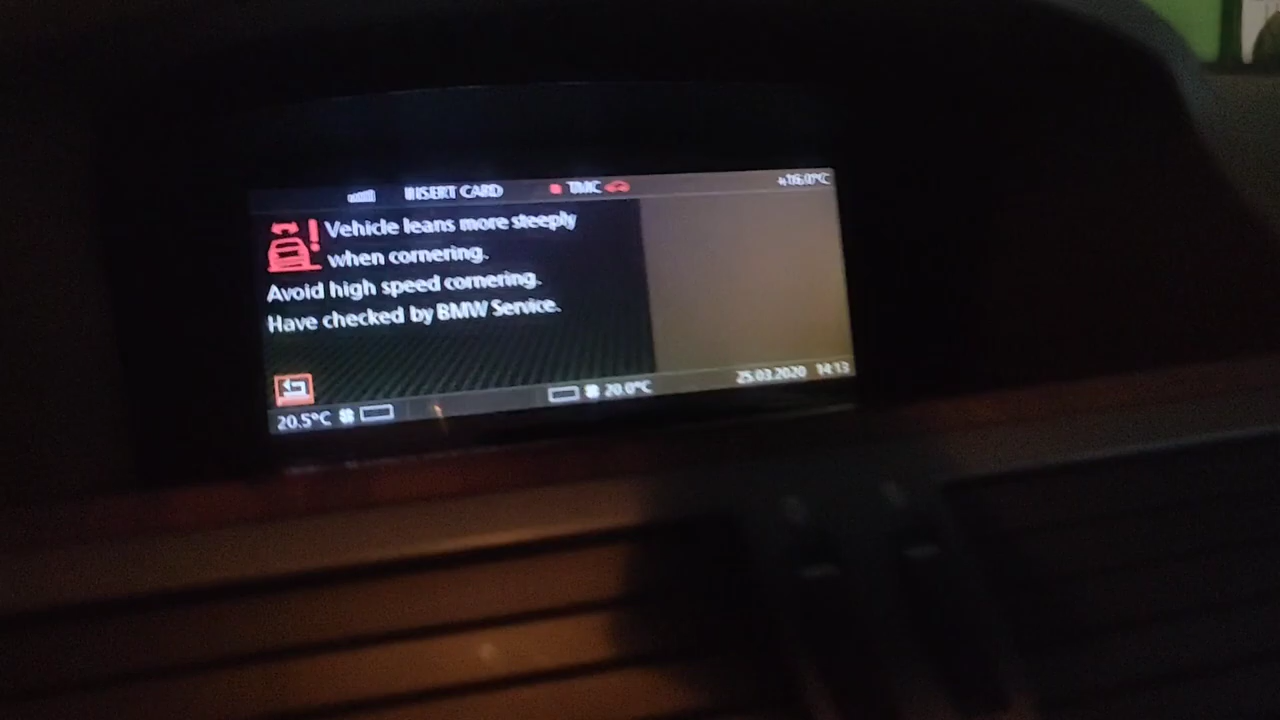 INSERT CARD TMC +16.0°C
Vehicle leans more steeply
when cornering.
Avoid high speed cornering.
Have checked by BMW Service.
20.5°C 20.0°C 25.03.2020 14:13